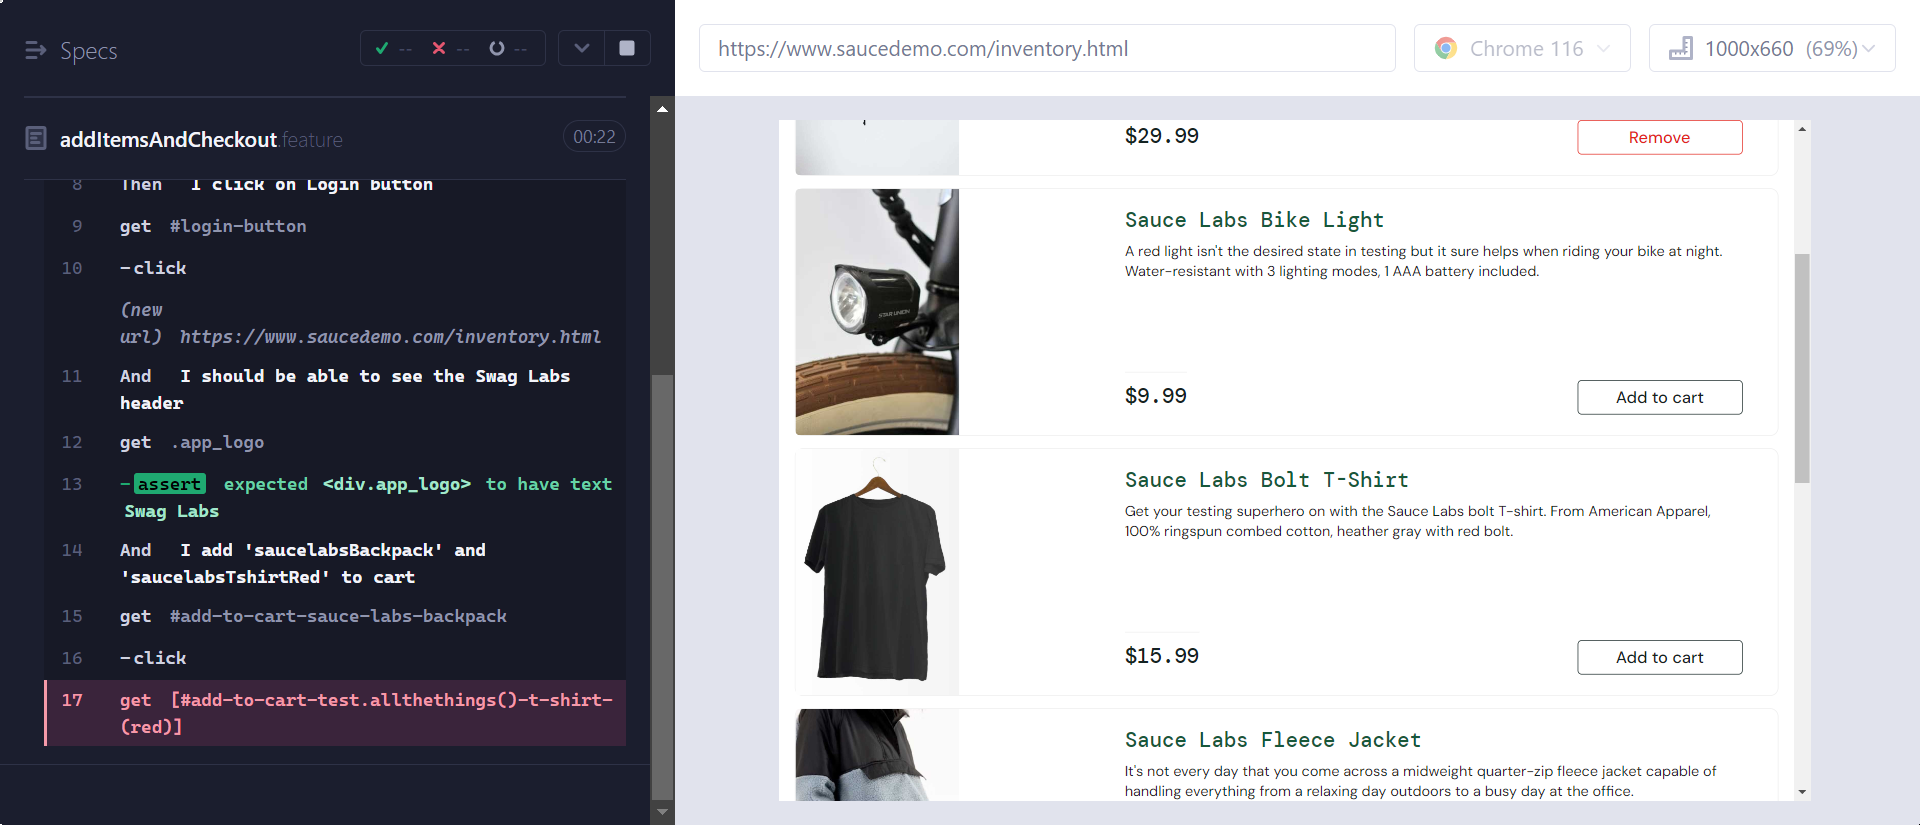 Specs
-- -- --
addItemsAndCheckout.feature 00:22
8 Then I click on Login button
9 get #login-button
10 -click
(new
url) https://www.saucedemo.com/inventory.html
11 And I should be able to see the Swag Labs
header
12 get .app_logo
13 -assert expected <div.app_logo> to have text
Swag Labs
14 And I add 'saucelabsBackpack' and
'saucelabsTshirtRed' to cart
15 get #add-to-cart-sauce-labs-backpack
16 -click
17 get [#add-to-cart-test.allthethings()-t-shirt-
(red)]
https://www.saucedemo.com/inventory.html
Chrome 116
1000x660 (69%)
$29.99
Remove
Sauce Labs Bike Light
A red light isn't the desired state in testing but it sure helps when riding your bike at night.
Water-resistant with 3 lighting modes, 1 AAA battery included.
STAR UNION
$9.99
Add to cart
Sauce Labs Bolt T-Shirt
Get your testing superhero on with the Sauce Labs bolt T-shirt. From American Apparel,
100% ringspun combed cotton, heather gray with red bolt.
$15.99
Add to cart
Sauce Labs Fleece Jacket
It's not every day that you come across a midweight quarter-zip fleece jacket capable of
handling everything from a relaxing day outdoors to a busy day at the office.